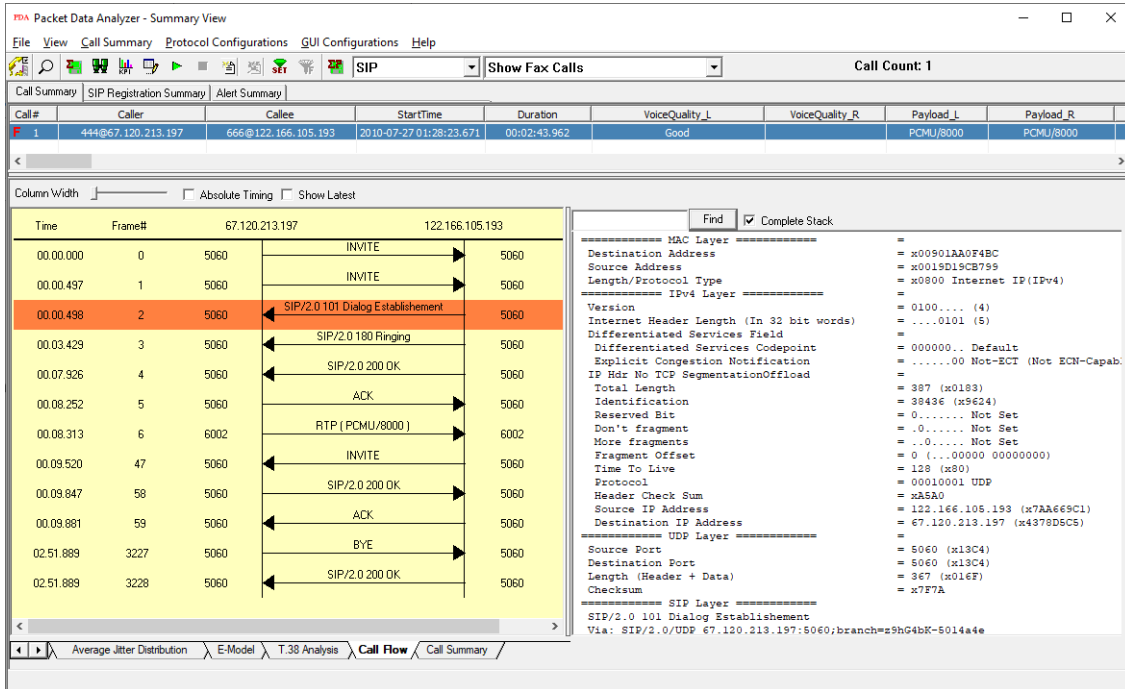 PDA Packet Data Analyzer - Summary View
File View Call Summary Protocol Configurations GUI Configurations Help
KPI SET SIP Show Fax Calls Call Count: 1
Call Summary SIP Registration Summary Alert Summary
Call# Caller Callee StartTime Duration VoiceQuality_L VoiceQuality_R Payload_L Payload_R
F 1 444@67.120.213.197 666@122.166.105.193 2010-07-27 01:28:23.671 00:02:43.962 Good PCMU/8000 PCMU/8000
Column Width Absolute Timing Show Latest
Time Frame# 67.120.213.197 122.166.105.193
INVITE
00.00.000 0 5060 5060
INVITE
00.00.497 1 5060 5060
SIP/2.0 101 Dialog Establishement
00.00.498 2 5060 5060
SIP/2.0 180 Ringing
00.03.429 3 5060 5060
SIP/2.0 200 OK
00.07.926 4 5060 5060
ACK
00.08.252 5 5060 5060
RTP ( PCMU/8000 )
00.08.313 6 6002 6002
INVITE
00.09.520 47 5060 5060
SIP/2.0 200 OK
00.09.847 58 5060 5060
ACK
00.09.881 59 5060 5060
BYE
02.51.889 3227 5060 5060
SIP/2.0 200 OK
02.51.889 3228 5060 5060
Find Complete Stack
============ MAC Layer ============ =
Destination Address = x00901AA0F4BC
Source Address = x0019D19CB799
Length/Protocol Type = x0800 Internet IP(IPv4)
============ IPv4 Layer ============ =
Version = 0100.... (4)
Internet Header Length (In 32 bit words) = ....0101 (5)
Differentiated Services Field =
Differentiated Services Codepoint = 000000.. Default
Explicit Congestion Notification = ......00 Not-ECT (Not ECN-Capabl
IP Hdr No TCP SegmentationOffload =
Total Length = 387 (x0183)
Identification = 38436 (x9624)
Reserved Bit = 0....... Not Set
Don't fragment = .0...... Not Set
More fragments = ..0..... Not Set
Fragment Offset = 0 (...00000 00000000)
Time To Live = 128 (x80)
Protocol = 00010001 UDP
Header Check Sum = xA5A0
Source IP Address = 122.166.105.193 (x7AA669C1)
Destination IP Address = 67.120.213.197 (x4378D5C5)
============ UDP Layer ============ =
Source Port = 5060 (x13C4)
Destination Port = 5060 (x13C4)
Length (Header + Data) = 367 (x016F)
Checksum = x7F7A
============ SIP Layer ============ =
SIP/2.0 101 Dialog Establishement
Via: SIP/2.0/UDP 67.120.213.197:5060;branch=z9hG4bK-5014a4e
Average Jitter Distribution E-Model T.38 Analysis Call Flow Call Summary